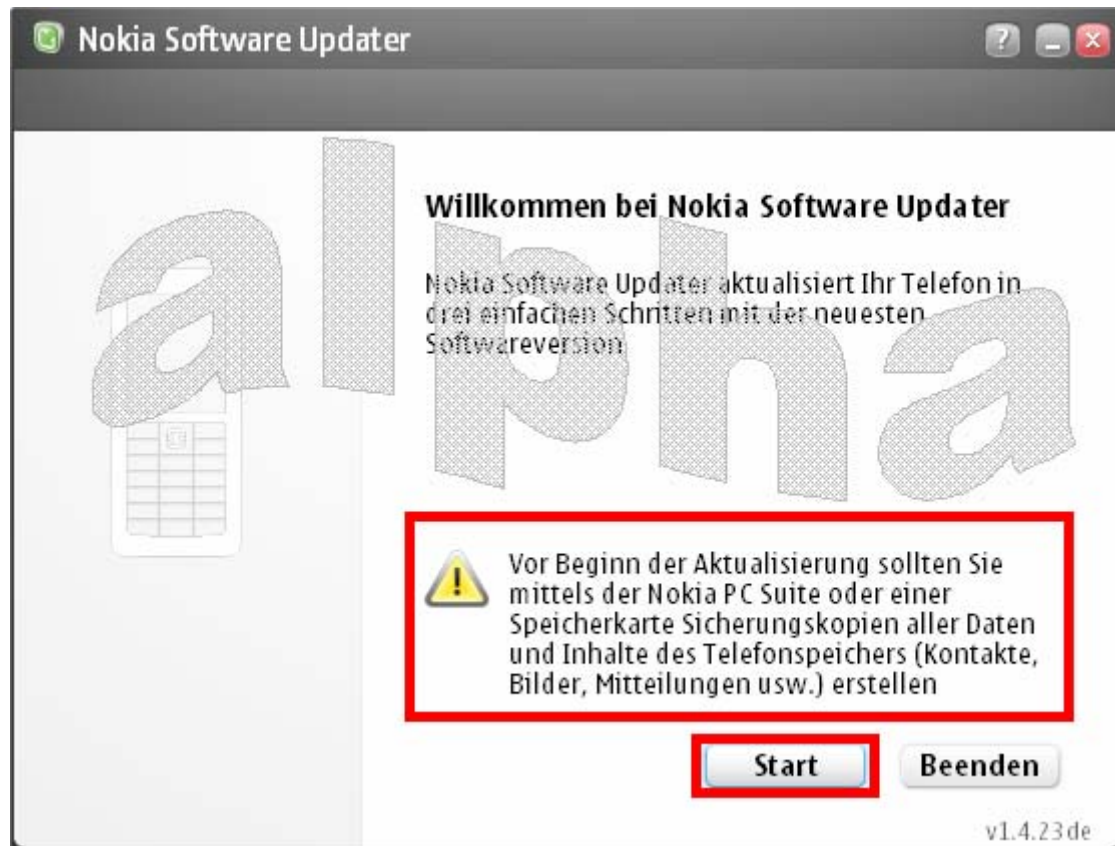 Nokia Software Updater
Willkommen bei Nokia Software Updater
Nokia Software Updater aktualisiert Ihr Telefon in
drei einfachen Schritten mit der neuesten
Softwareversion
alpha
Vor Beginn der Aktualisierung sollten Sie
mittels der Nokia PC Suite oder einer
Speicherkarte Sicherungskopien aller Daten
und Inhalte des Telefonspeichers (Kontakte,
Bilder, Mitteilungen usw.) erstellen
Start
Beenden
v1.4.23de